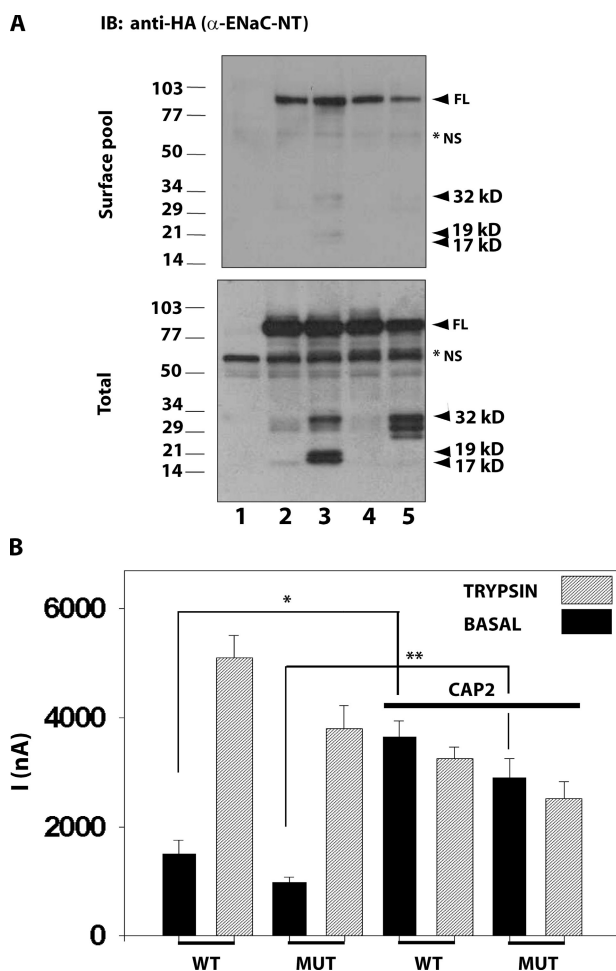 A
IB: anti-HA (α-ENaC-NT)
Surface pool
103
77
50
34
29
21
14
FL
* NS
32 kD
19 kD
17 kD
Total
103
77
50
34
29
21
14
FL
* NS
32 kD
19 kD
17 kD
1 2 3 4 5
B
I (nA)
6000
4000
2000
0
TRYPSIN
BASAL
*
**
CAP2
WT MUT WT MUT